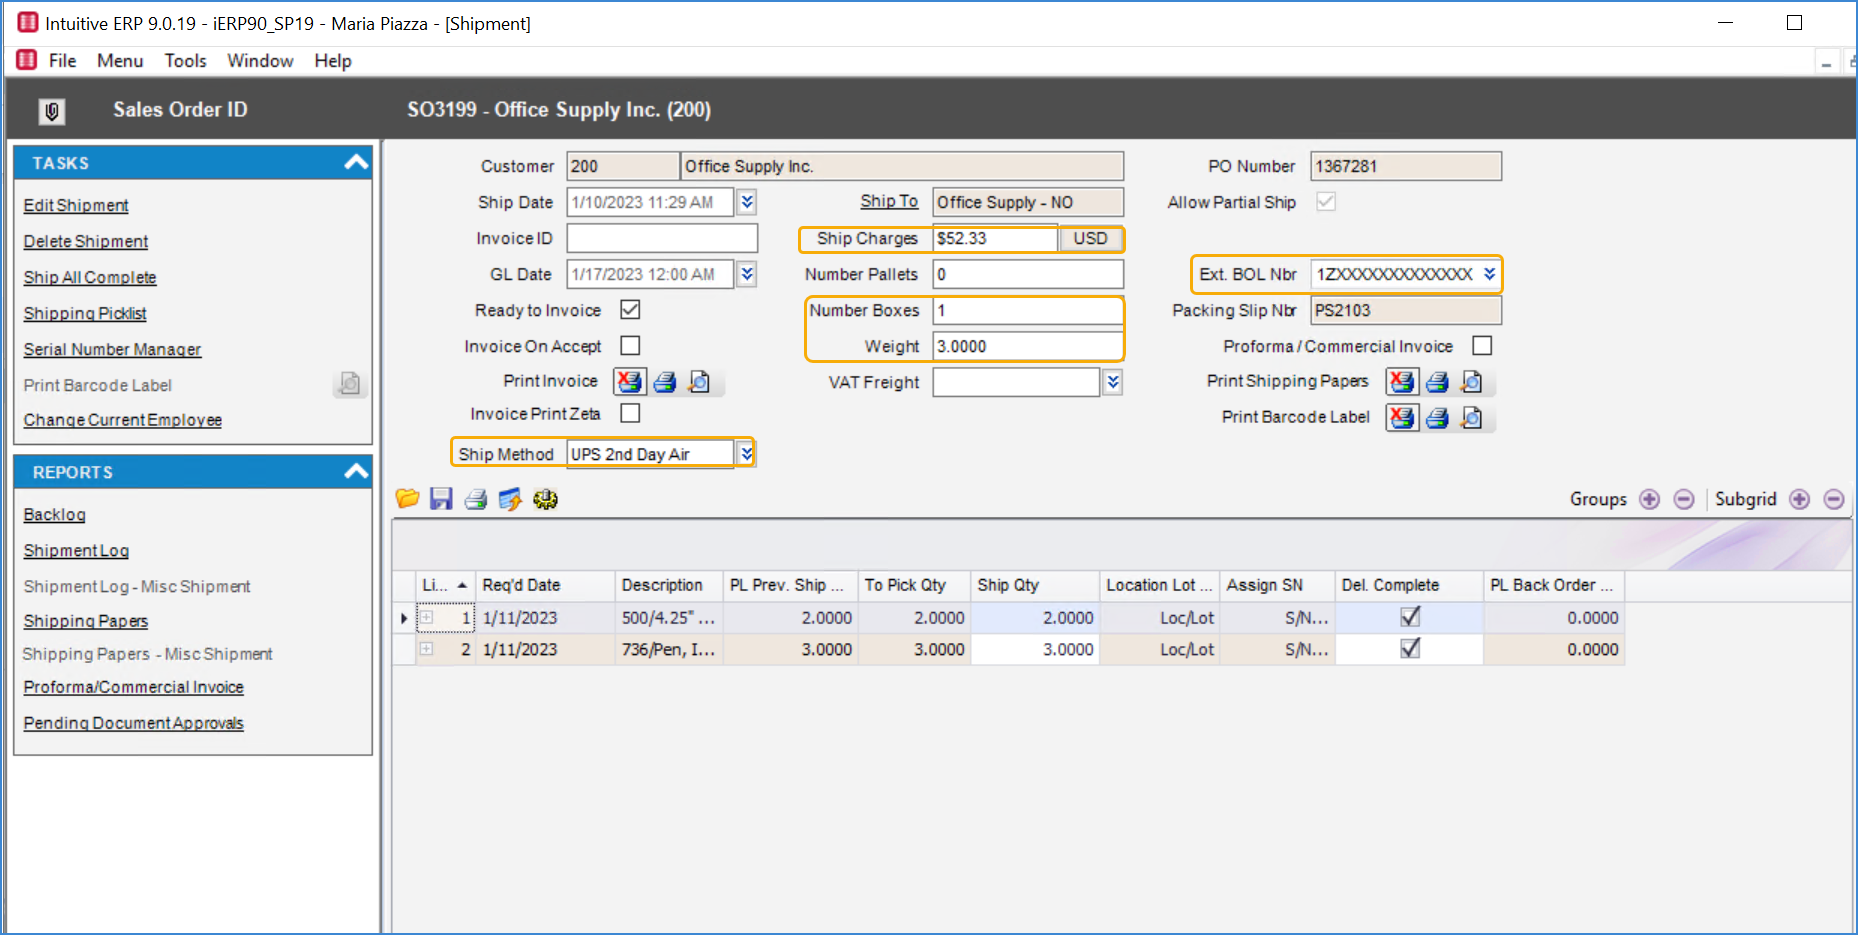 Intuitive ERP 9.0.19 - iERP90_SP19 - Maria Piazza - [Shipment]
File Menu Tools Window Help
Sales Order ID SO3199 - Office Supply Inc. (200)
TASKS
Edit Shipment
Delete Shipment
Ship All Complete
Shipping Picklist
Serial Number Manager
Print Barcode Label
Change Current Employee
REPORTS
Backlog
Shipment Log
Shipment Log - Misc Shipment
Shipping Papers
Shipping Papers - Misc Shipment
Proforma/Commercial Invoice
Pending Document Approvals
Customer 200 Office Supply Inc. PO Number 1367281
Ship Date 1/10/2023 11:29 AM Ship To Office Supply - NO Allow Partial Ship
Invoice ID Ship Charges $52.33 USD
GL Date 1/17/2023 12:00 AM Number Pallets 0 Ext. BOL Nbr 1ZXXXXXXXXXXXXX
Ready to Invoice Number Boxes 1 Packing Slip Nbr PS2103
Invoice On Accept Weight 3.0000 Proforma / Commercial Invoice
Print Invoice VAT Freight Print Shipping Papers
Invoice Print Zeta Print Barcode Label
Ship Method UPS 2nd Day Air
Groups Subgrid
Li... Req'd Date Description PL Prev. Ship ... To Pick Qty Ship Qty Location Lot ... Assign SN Del. Complete PL Back Order ...
1 1/11/2023 500/4.25" ... 2.0000 2.0000 2.0000 Loc/Lot S/N... 0.0000
2 1/11/2023 736/Pen, I... 3.0000 3.0000 3.0000 Loc/Lot S/N... 0.0000